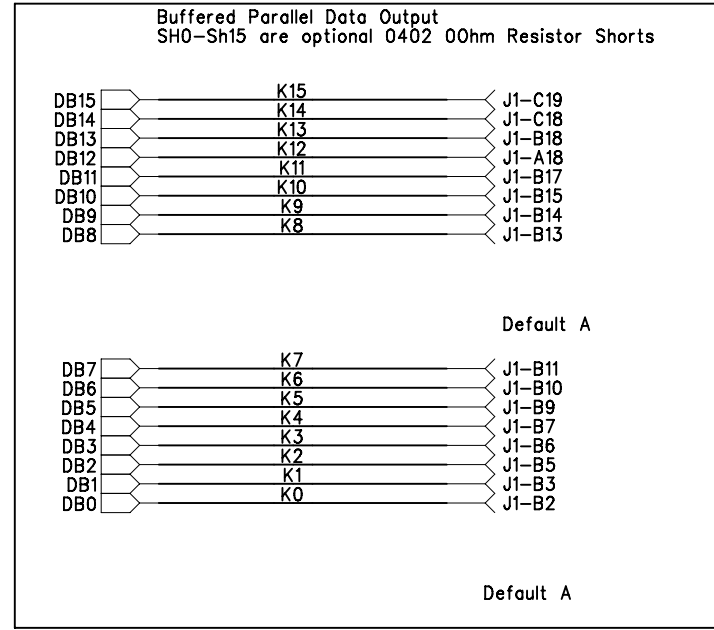 Buffered Parallel Data Output
SH0-Sh15 are optional 0402 00hm Resistor Shorts
DB15 K15 J1-C19
DB14 K14 J1-C18
DB13 K13 J1-B18
DB12 K12 J1-A18
DB11 K11 J1-B17
DB10 K10 J1-B15
DB9 K9 J1-B14
DB8 K8 J1-B13
Default A
DB7 K7 J1-B11
DB6 K6 J1-B10
DB5 K5 J1-B9
DB4 K4 J1-B7
DB3 K3 J1-B6
DB2 K2 J1-B5
DB1 K1 J1-B3
DB0 K0 J1-B2
Default A